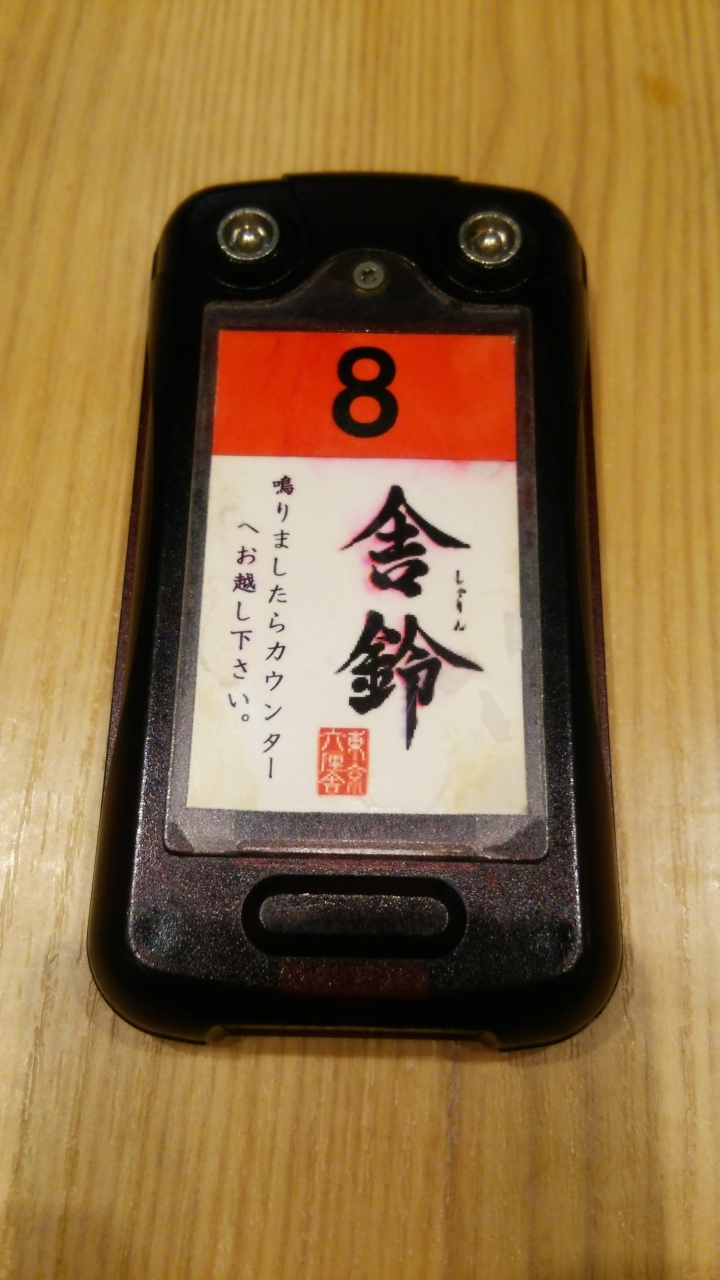 8
舎鈴
しゃりん
東京
六厘舎
鳴りましたらカウンター
へお越し下さい。